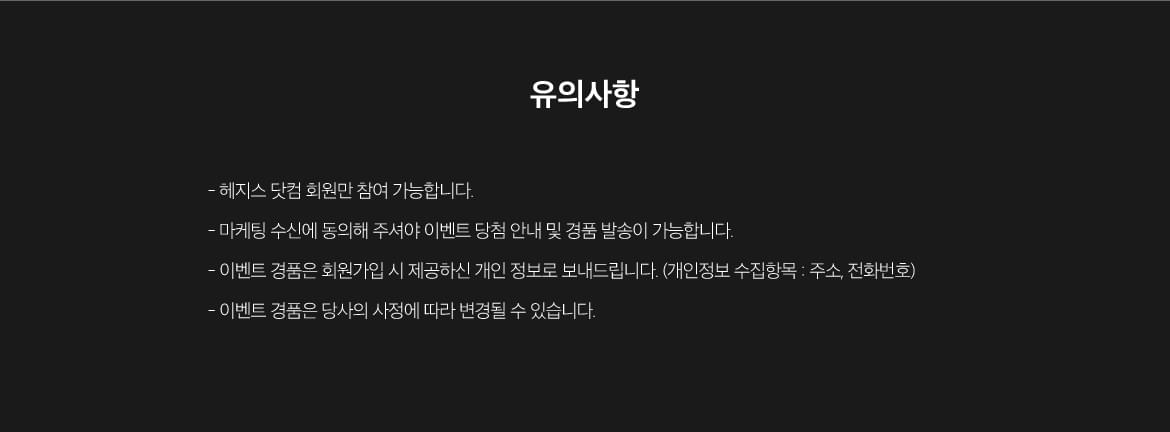 유의사항
- 헤지스 닷컴 회원만 참여 가능합니다.
- 마케팅 수신에 동의해 주셔야 이벤트 당첨 안내 및 경품 발송이 가능합니다.
- 이벤트 경품은 회원가입 시 제공하신 개인 정보로 보내드립니다. (개인정보 수집항목 : 주소, 전화번호)
- 이벤트 경품은 당사의 사정에 따라 변경될 수 있습니다.